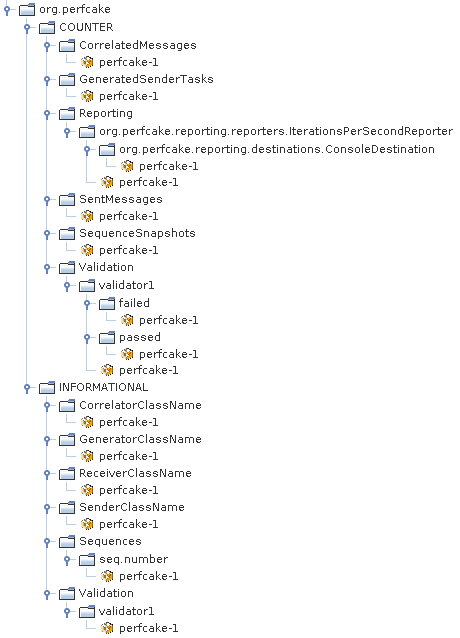 org.perfcake
COUNTER
CorrelatedMessages
perfcake-1
GeneratedSenderTasks
perfcake-1
Reporting
org.perfcake.reporting.reporters.IterationsPerSecondReporter
org.perfcake.reporting.destinations.ConsoleDestination
perfcake-1
perfcake-1
SentMessages
perfcake-1
SequenceSnapshots
perfcake-1
Validation
validator1
failed
perfcake-1
passed
perfcake-1
perfcake-1
INFORMATIONAL
CorrelatorClassName
perfcake-1
GeneratorClassName
perfcake-1
ReceiverClassName
perfcake-1
SenderClassName
perfcake-1
Sequences
seq.number
perfcake-1
Validation
validator1
perfcake-1